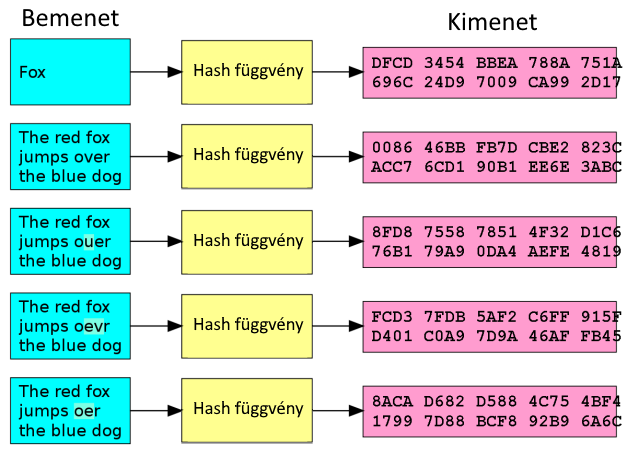 Bemenet
Kimenet
Fox
Hash függvény
DFCD 3454 BBEA 788A 751A
696C 24D9 7009 CA99 2D17
The red fox
jumps over
the blue dog
Hash függvény
0086 46BB FB7D CBE2 823C
ACC7 6CD1 90B1 EE6E 3ABC
The red fox
jumps ouer
the blue dog
Hash függvény
8FD8 7558 7851 4F32 D1C6
76B1 79A9 0DA4 AEFE 4819
The red fox
jumps oevr
the blue dog
Hash függvény
FCD3 7FDB 5AF2 C6FF 915F
D401 C0A9 7D9A 46AF FB45
The red fox
jumps oer
the blue dog
Hash függvény
8ACA D682 D588 4C75 4BF4
1799 7D88 BCF8 92B9 6A6C